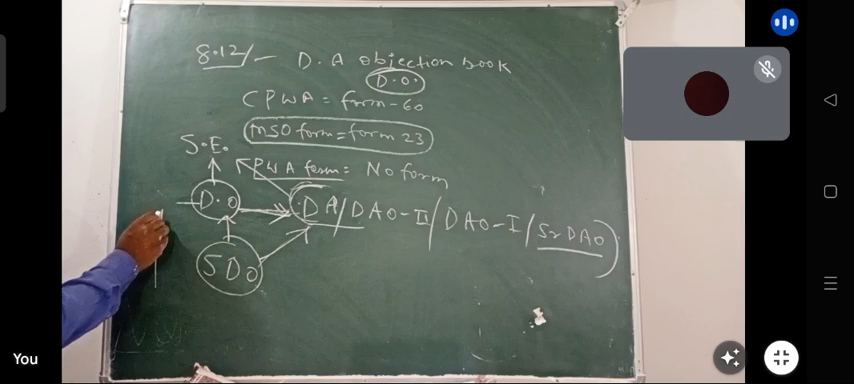 8.12/- D.A objection book
D.O.
CPWA = form-60
MSO form = form 23
S.E.
PWA form = No form
D.O DA/DAO-II/DAO-I/Sr DAO
SDO
You